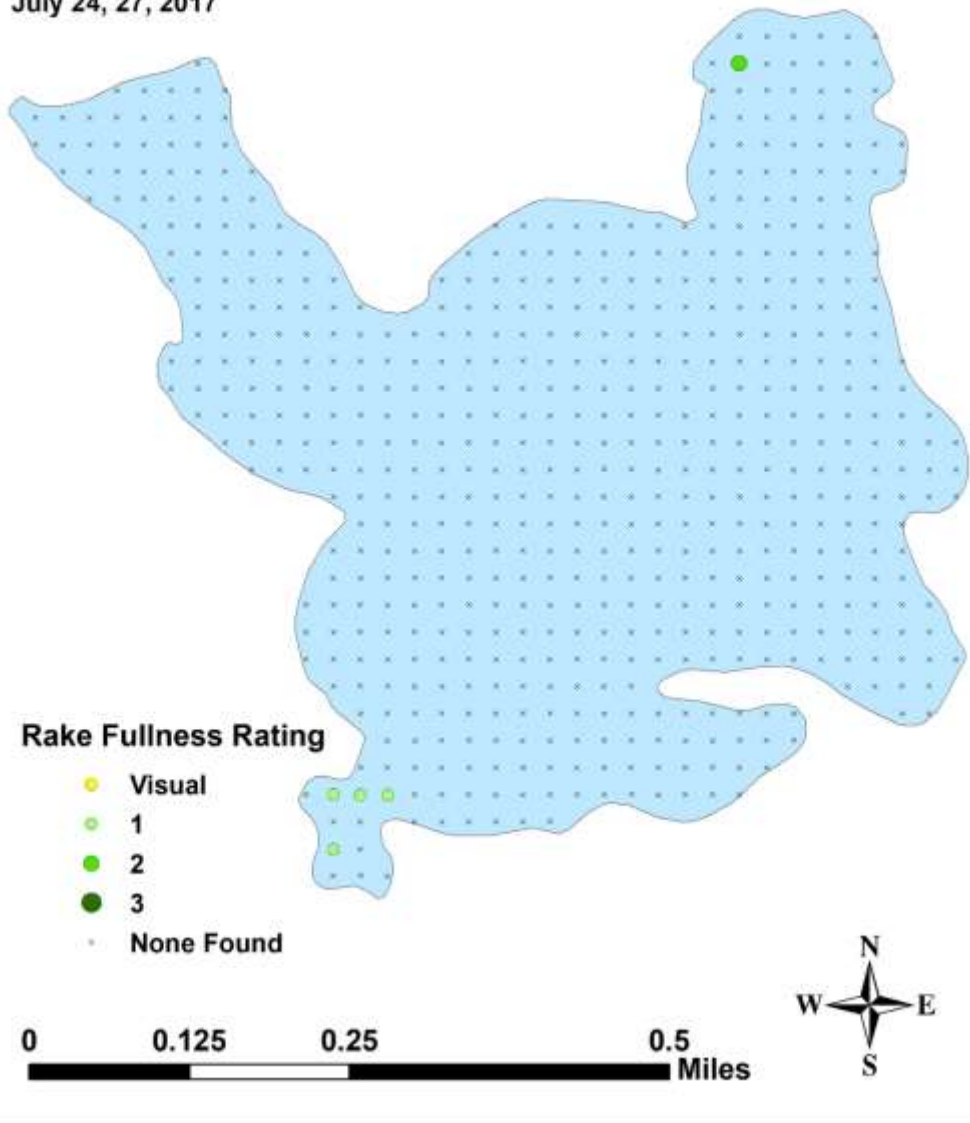 July 24, 27, 2017
Rake Fullness Rating
Visual
1
2
3
None Found
N
W E
S
0 0.125 0.25 0.5
Miles